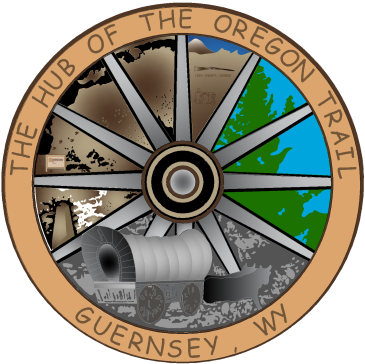 THE HUB OF THE OREGON TRAIL
GUERNSEY, WY